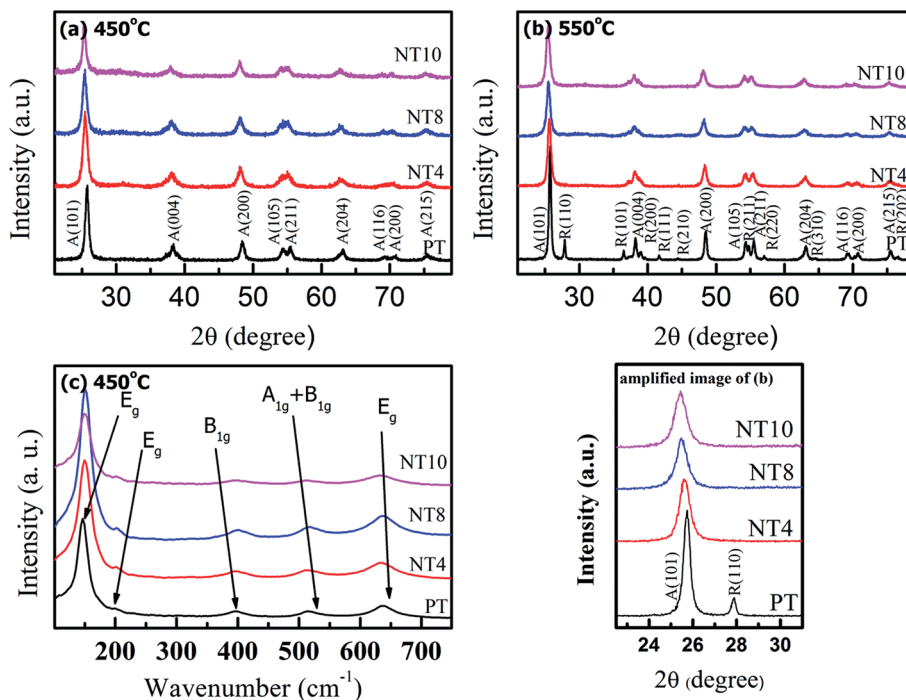 (a) 450°C
NT10
NT8
NT4
PT
A(101)
A(004)
A(200)
A(105)
A(211)
A(204)
A(116)
A(200)
A(215)
Intensity (a.u.)
30 40 50 60 70
2θ (degree)
(b) 550°C
NT10
NT8
NT4
PT
A(101)
R(110)
R(101)
A(004)
R(200)
R(111)
R(210)
A(200)
A(105)
R(211)
A(211)
R(220)
A(204)
R(310)
A(116)
A(200)
A(215)
R(202)
Intensity (a.u.)
30 40 50 60 70
2θ (degree)
(c) 450°C
Eg
Eg
B1g
A1g+B1g
Eg
NT10
NT8
NT4
PT
Intensity (a. u.)
200 300 400 500 600 700
Wavenumber (cm-1)
amplified image of (b)
NT10
NT8
NT4
PT
A(101)
R(110)
Intensity (a.u.)
24 26 28 30
2θ (degree)